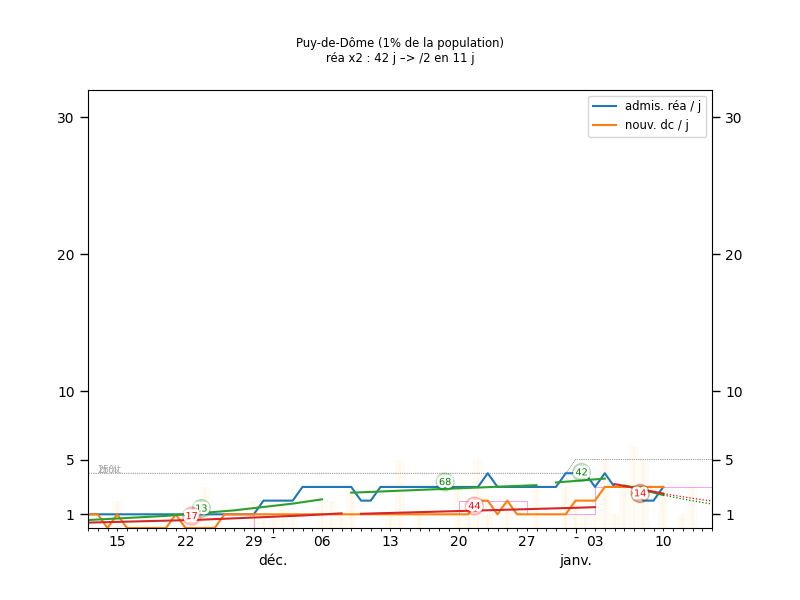 Puy-de-Dôme (1% de la population)
réa x2 : 42 j –> /2 en 11 j
admis. réa / j
nouv. dc / j
30 30
20 20
10 10
5 5
1 1
13
17
68
44
42
14
15 22 29 - 06 13 20 27 - 03 10
déc. janv.